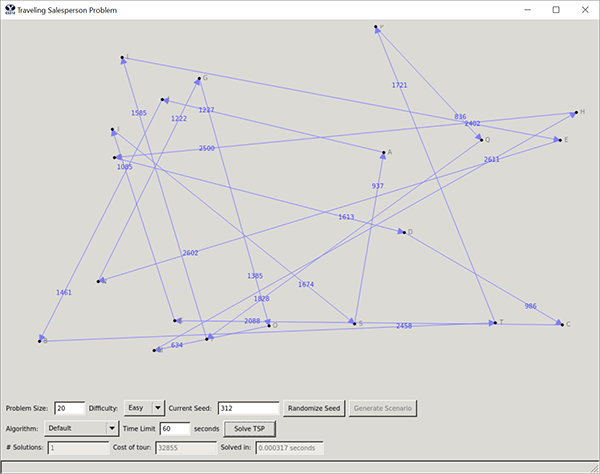 Traveling Salesperson Problem
L
G
H
Q
E
A
1721
836
2402
1585
1227
1222
2500
2611
1085
937
1613
D
2602
1385
1674
1461
1828
986
2088
2458
O
S
T
C
634
Problem Size: 20 Difficulty: Easy Current Seed: 312 Randomize Seed Generate Scenario
Algorithm: Default Time Limit 60 seconds Solve TSP
# Solutions: 1 Cost of tour: 32855 Solved in: 0.000317 seconds